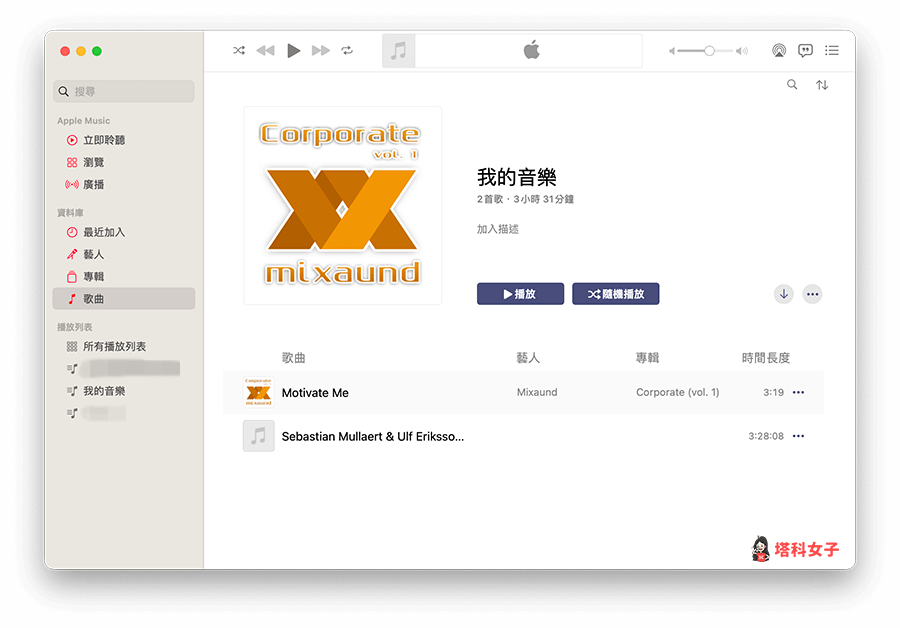 搜尋
Apple Music
立即聆聽
瀏覽
廣播
資料庫
最近加入
藝人
專輯
歌曲
播放列表
所有播放列表
我的音樂
Corporate
vol. 1
mixaund
我的音樂
2首歌・3小時 31分鐘
加入描述
播放
隨機播放
歌曲 藝人 專輯 時間長度
Corporate
mixaund
Motivate Me Mixaund Corporate (vol. 1) 3:19
Sebastian Mullaert & Ulf Eriksso... 3:28:08
塔科女子